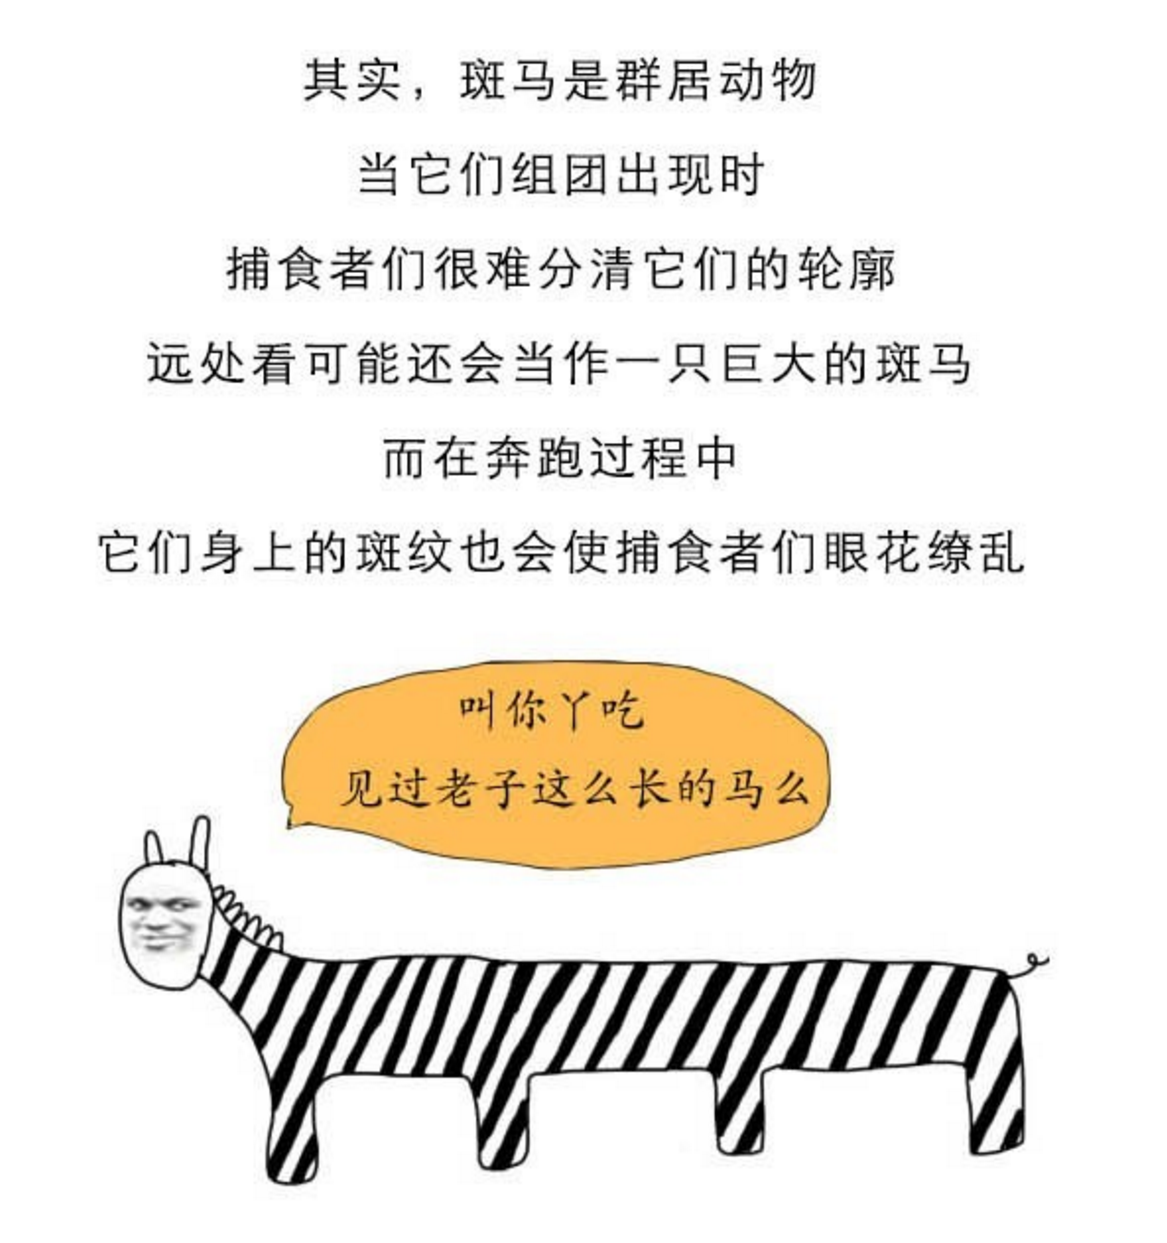 其实，斑马是群居动物
当它们组团出现时
捕食者们很难分清它们的轮廓
远处看可能还会当作一只巨大的斑马
而在奔跑过程中
它们身上的斑纹也会使捕食者们眼花缭乱
叫你丫吃
见过老子这么长的马么